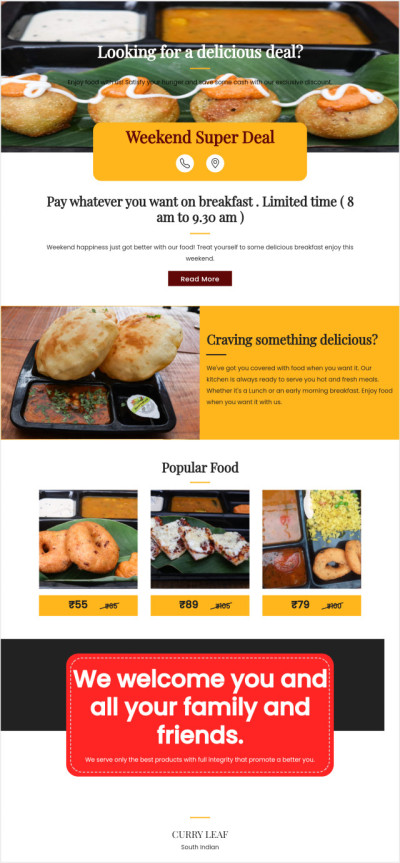 Looking for a delicious deal?
Enjoy food with us! Satisfy your hunger and save some cash with our exclusive discount.
Weekend Super Deal
Pay whatever you want on breakfast . Limited time ( 8
am to 9.30 am )
Weekend happiness just got better with our food! Treat yourself to some delicious breakfast enjoy this
weekend.
Read More
Craving something delicious?
We've got you covered with food when you want it. Our
kitchen is always ready to serve you hot and fresh meals.
Whether it's a Lunch or an early morning breakfast. Enjoy food
when you want it with us.
Popular Food
₹55 ₹65 ₹89 ₹105 ₹79 ₹100
We welcome you and
all your family and
friends.
We serve only the best products with full integrity that promote a better you.
CURRY LEAF
South Indian